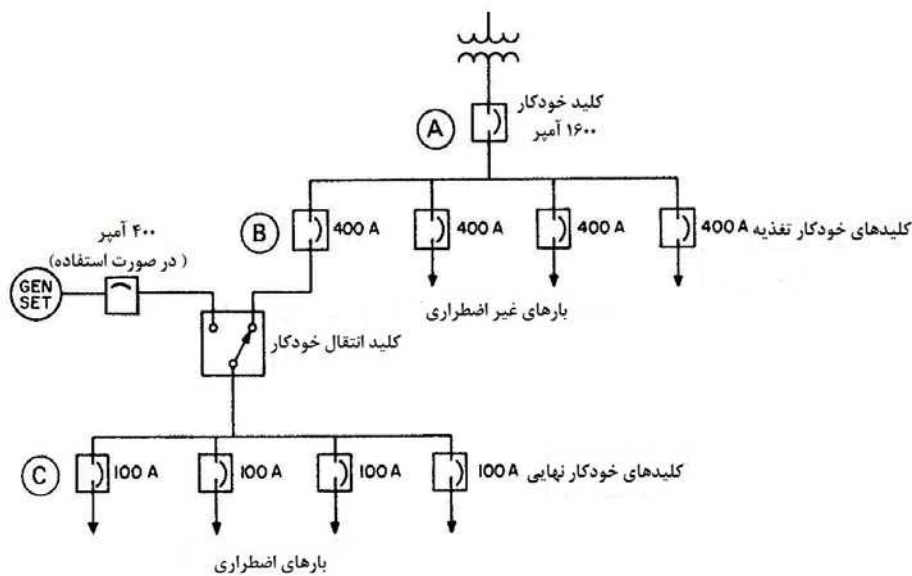 کلید خودکار
۱۶۰۰ آمپر
A
B
400 A
400 A
400 A
400 A کلیدهای خودکار تغذیه
۴۰۰ آمپر
(در صورت استفاده)
GEN
SET
بارهای غیر اضطراری
کلید انتقال خودکار
C
100 A
100 A
100 A
100 A کلیدهای خودکار نهایی
بارهای اضطراری